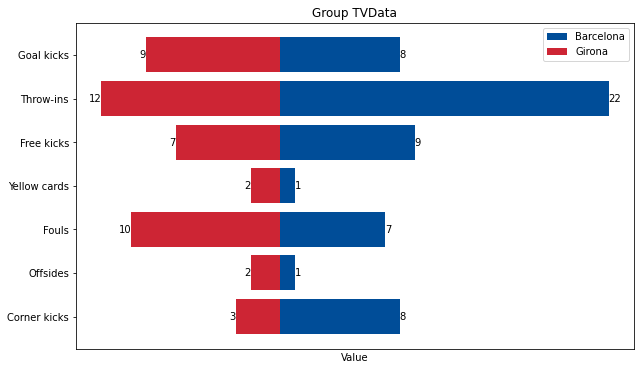 Group TVData
Barcelona
Girona
Goal kicks 9 8
Throw-ins 12 22
Free kicks 7 9
Yellow cards 2 1
Fouls 10 7
Offsides 2 1
Corner kicks 3 8
Value